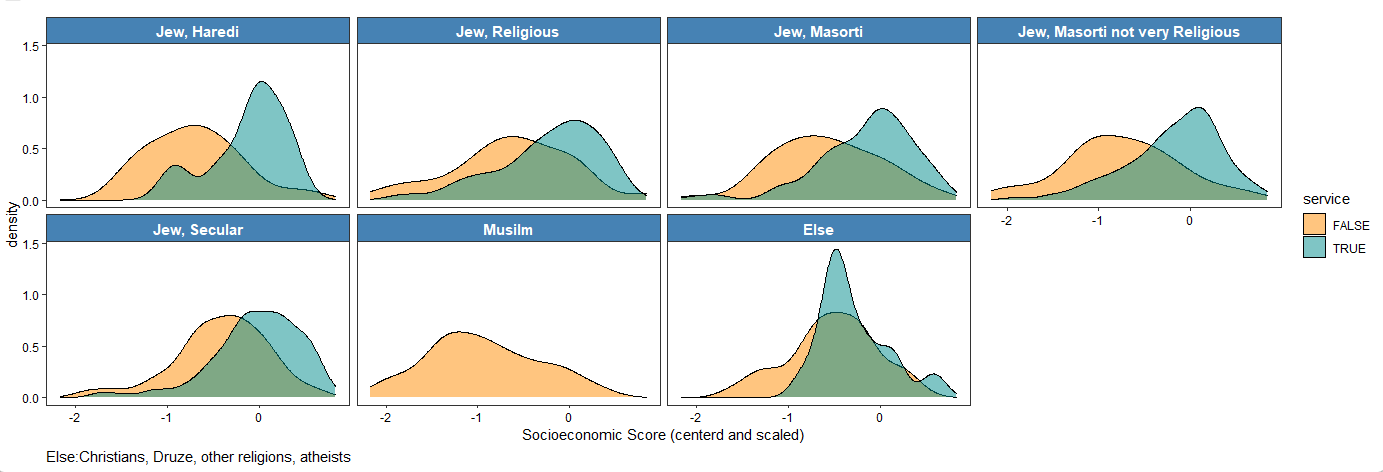 Jew, Haredi
Jew, Religious
Jew, Masorti
Jew, Masorti not very Religious
1.5
1.0
0.5
0.0
-2
-1
0
service
FALSE
TRUE
density
Jew, Secular
Musilm
Else
1.5
1.0
0.5
0.0
-2
-1
0
-2
-1
0
-2
-1
0
Socioeconomic Score (centerd and scaled)
Else:Christians, Druze, other religions, atheists